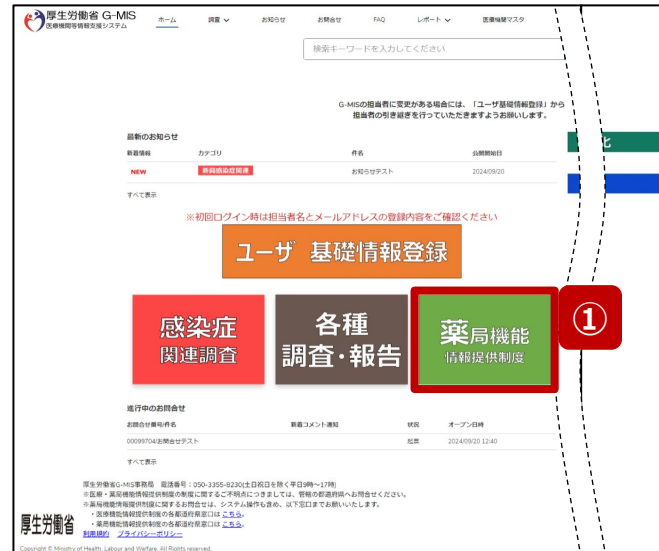 厚生労働省 G-MIS
医療機関等情報支援システム
ホーム 調査 お知らせ お問合せ FAQ レポート 医療機関マスタ
検索キーワードを入力してください
G-MISの担当者に変更がある場合には、「ユーザ基礎情報登録」から
担当者の引き継ぎを行っていただきますようお願いします。
化
最新のお知らせ
新着情報 カテゴリ 件名 公開開始日
NEW 新興感染症関連 お知らせテスト 2024/09/20
すべて表示
※初回ログイン時は担当者名とメールアドレスの登録内容をご確認ください
ユーザ 基礎情報登録
感染症
関連調査
各種
調査・報告
薬局機能
情報提供制度
①
進行中のお問合せ
お問合せ番号/件名 新着コメント通知 状況 オープン日時
00099704/お問合せテスト 起票 2024/09/20 12:40
すべて表示
厚生労働省G-MIS事務局 電話番号：050-3355-8230(土日祝日を除く平日9時～17時)
※医療・薬局機能情報提供制度の制度に関するご不明点につきましては、管轄の都道府県へお問合せください。
※薬局機能情報提供制度に関するお問合せは、システム操作も含め、以下窓口までお願いいたします。
・医療機能情報提供制度の各都道府県窓口は こちら。
・薬局機能情報提供制度の各都道府県窓口は こちら。
厚生労働省
利用規約 プライバシーポリシー
Copyright © Ministry of Health, Labour and Welfare, All Rights reserved.